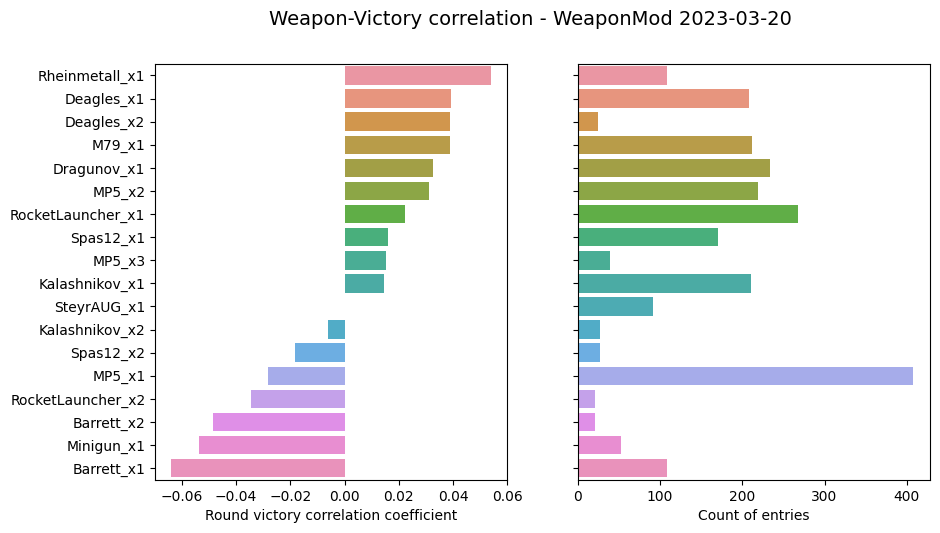 Weapon-Victory correlation - WeaponMod 2023-03-20
Rheinmetall_x1
Deagles_x1
Deagles_x2
M79_x1
Dragunov_x1
MP5_x2
RocketLauncher_x1
Spas12_x1
MP5_x3
Kalashnikov_x1
SteyrAUG_x1
Kalashnikov_x2
Spas12_x2
MP5_x1
RocketLauncher_x2
Barrett_x2
Minigun_x1
Barrett_x1
−0.06 −0.04 −0.02 0.00 0.02 0.04 0.06
Round victory correlation coefficient
0 100 200 300 400
Count of entries